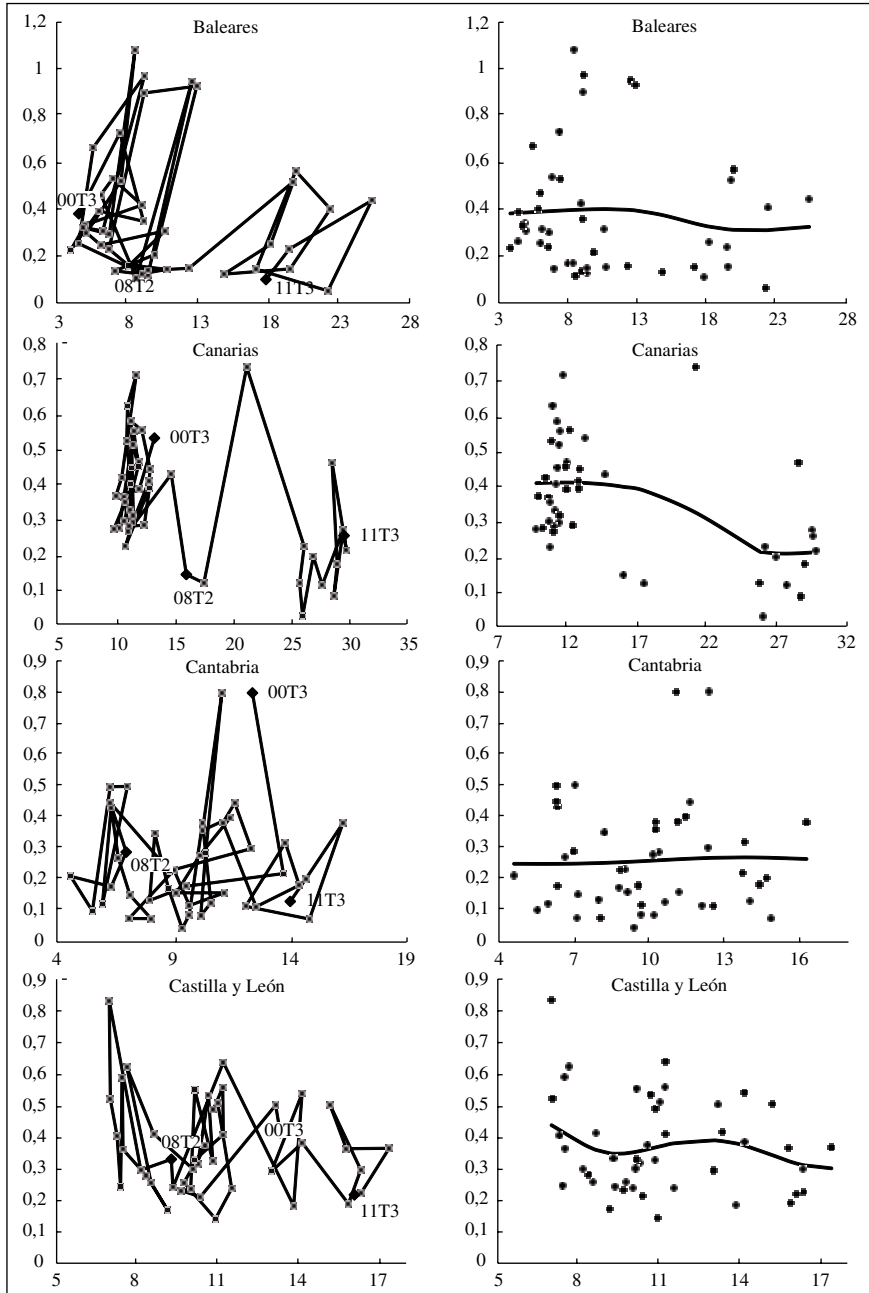 Baleares
1,2
1
0,8
0,6
0,4
0,2
0
00T3
08T2
11T3
3 8 13 18 23 28
Baleares
1,2
1
0,8
0,6
0,4
0,2
0
3 8 13 18 23 28
Canarias
0,8
0,7
0,6
0,5
0,4
0,3
0,2
0,1
0
00T3
08T2
11T3
5 10 15 20 25 30 35
Canarias
0,8
0,7
0,6
0,5
0,4
0,3
0,2
0,1
0
7 12 17 22 22 32
Cantabria
0,9
0,8
0,7
0,6
0,5
0,4
0,3
0,2
0,1
0
00T3
08T2
11T3
4 9 14 19
Cantabria
0,9
0,8
0,7
0,6
0,5
0,4
0,3
0,2
0,1
0
4 7 10 13 16
Castilla y León
0,9
0,8
0,7
0,6
0,5
0,4
0,3
0,2
0,1
0
08T2
00T3
11T3
5 8 11 14 17
Castilla y León
0,9
0,8
0,7
0,6
0,5
0,4
0,3
0,2
0,1
0
5 8 11 14 17